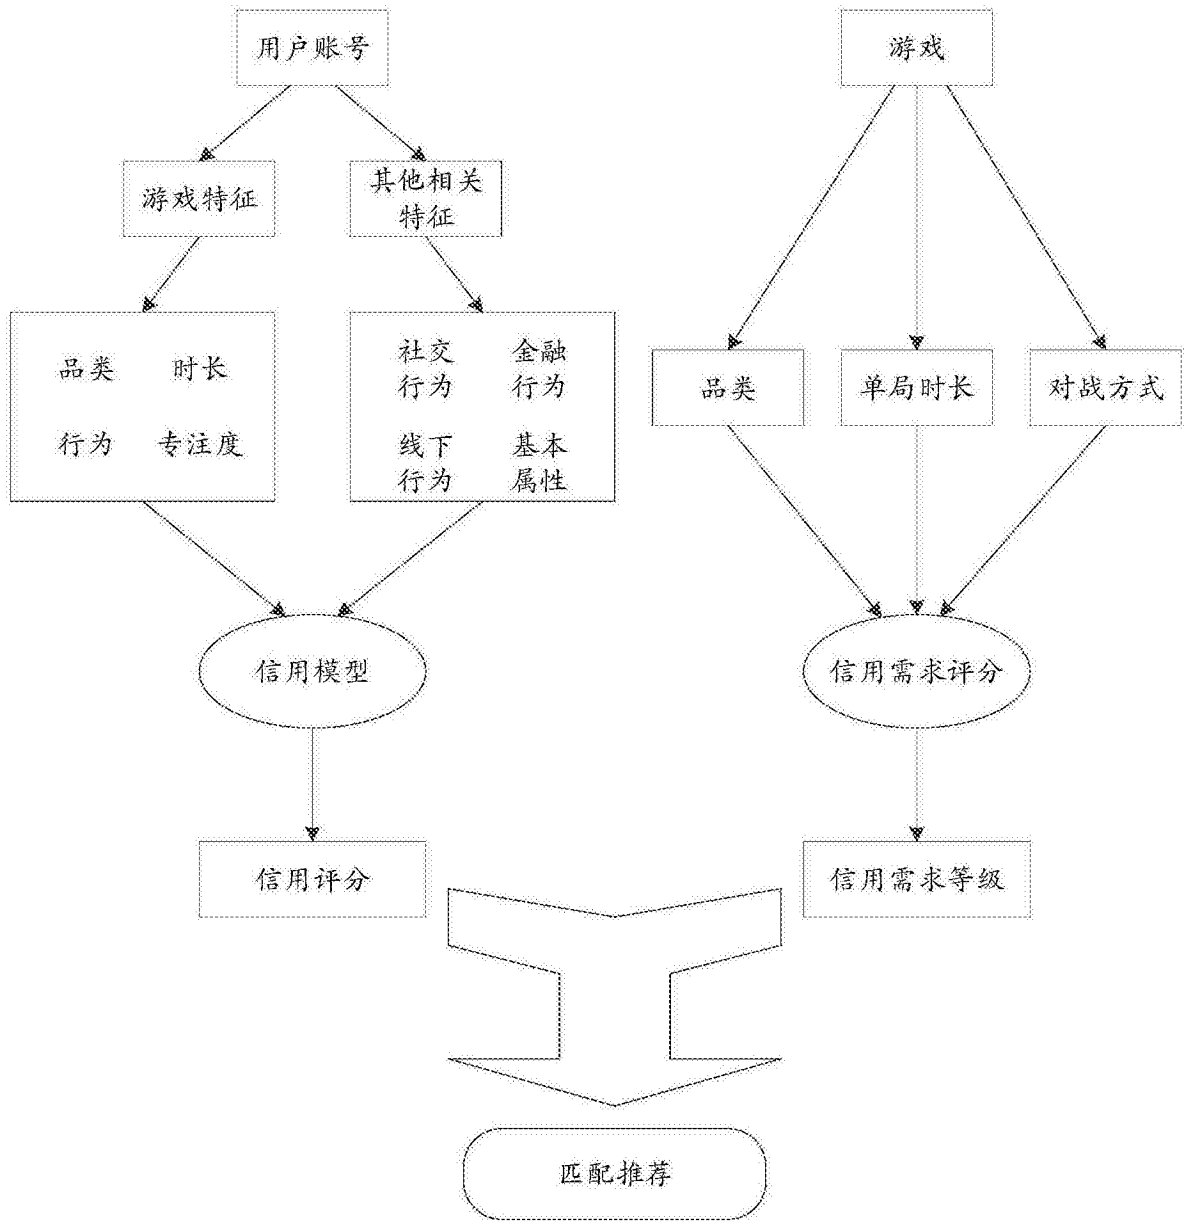 用户账号
游戏
游戏特征
其他相关
特征
品类 时长
行为 专注度
社交 金融
行为 行为
线下 基本
行为 属性
品类
单局时长
对战方式
信用模型
信用需求评分
信用评分
信用需求等级
匹配推荐